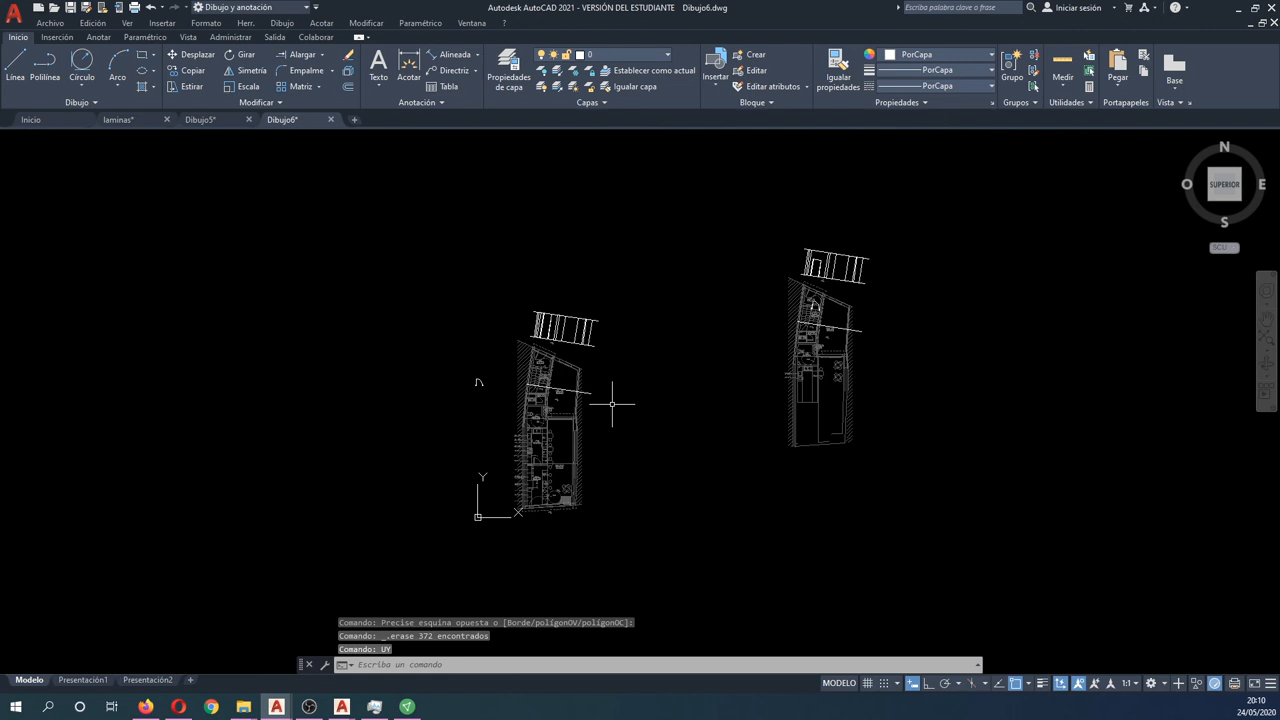 Dibujo y anotación
Autodesk AutoCAD 2021 - VERSIÓN DEL ESTUDIANTE Dibujo6.dwg
Escriba palabra clave o frase
Iniciar sesión
Archivo Edición Ver Insertar Formato Herr. Dibujo Acotar Modificar Paramétrico Ventana ?
Inicio Inserción Anotar Paramétrico Vista Administrar Salida Colaborar
Línea Polilínea Círculo Arco
Desplazar Girar Alargar
Copiar Simetría Empalme
Estirar Escala Matriz
Texto Acotar
Alineada
Directriz
Tabla
Propiedades de capa
0
Establecer como actual
Igualar capa
Insertar
Crear
Editar
Editar atributos
Igualar propiedades
PorCapa
PorCapa
PorCapa
Grupo
Medir
Pegar
Base
Dibujo Modificar Anotación Capas Bloque Propiedades Grupos Utilidades Portapapeles Vista
Inicio laminas* Dibujo5* Dibujo6*
N
O SUPERIOR E
S
SCU
Y
X
Comando: Precise esquina opuesta o [Borde/polígonOV/polígonOC]:
Comando: _.erase 372 encontrados
Comando: UY
Escriba un comando
Modelo Presentación1 Presentación2
MODELO
1:1
20:10
24/05/2020